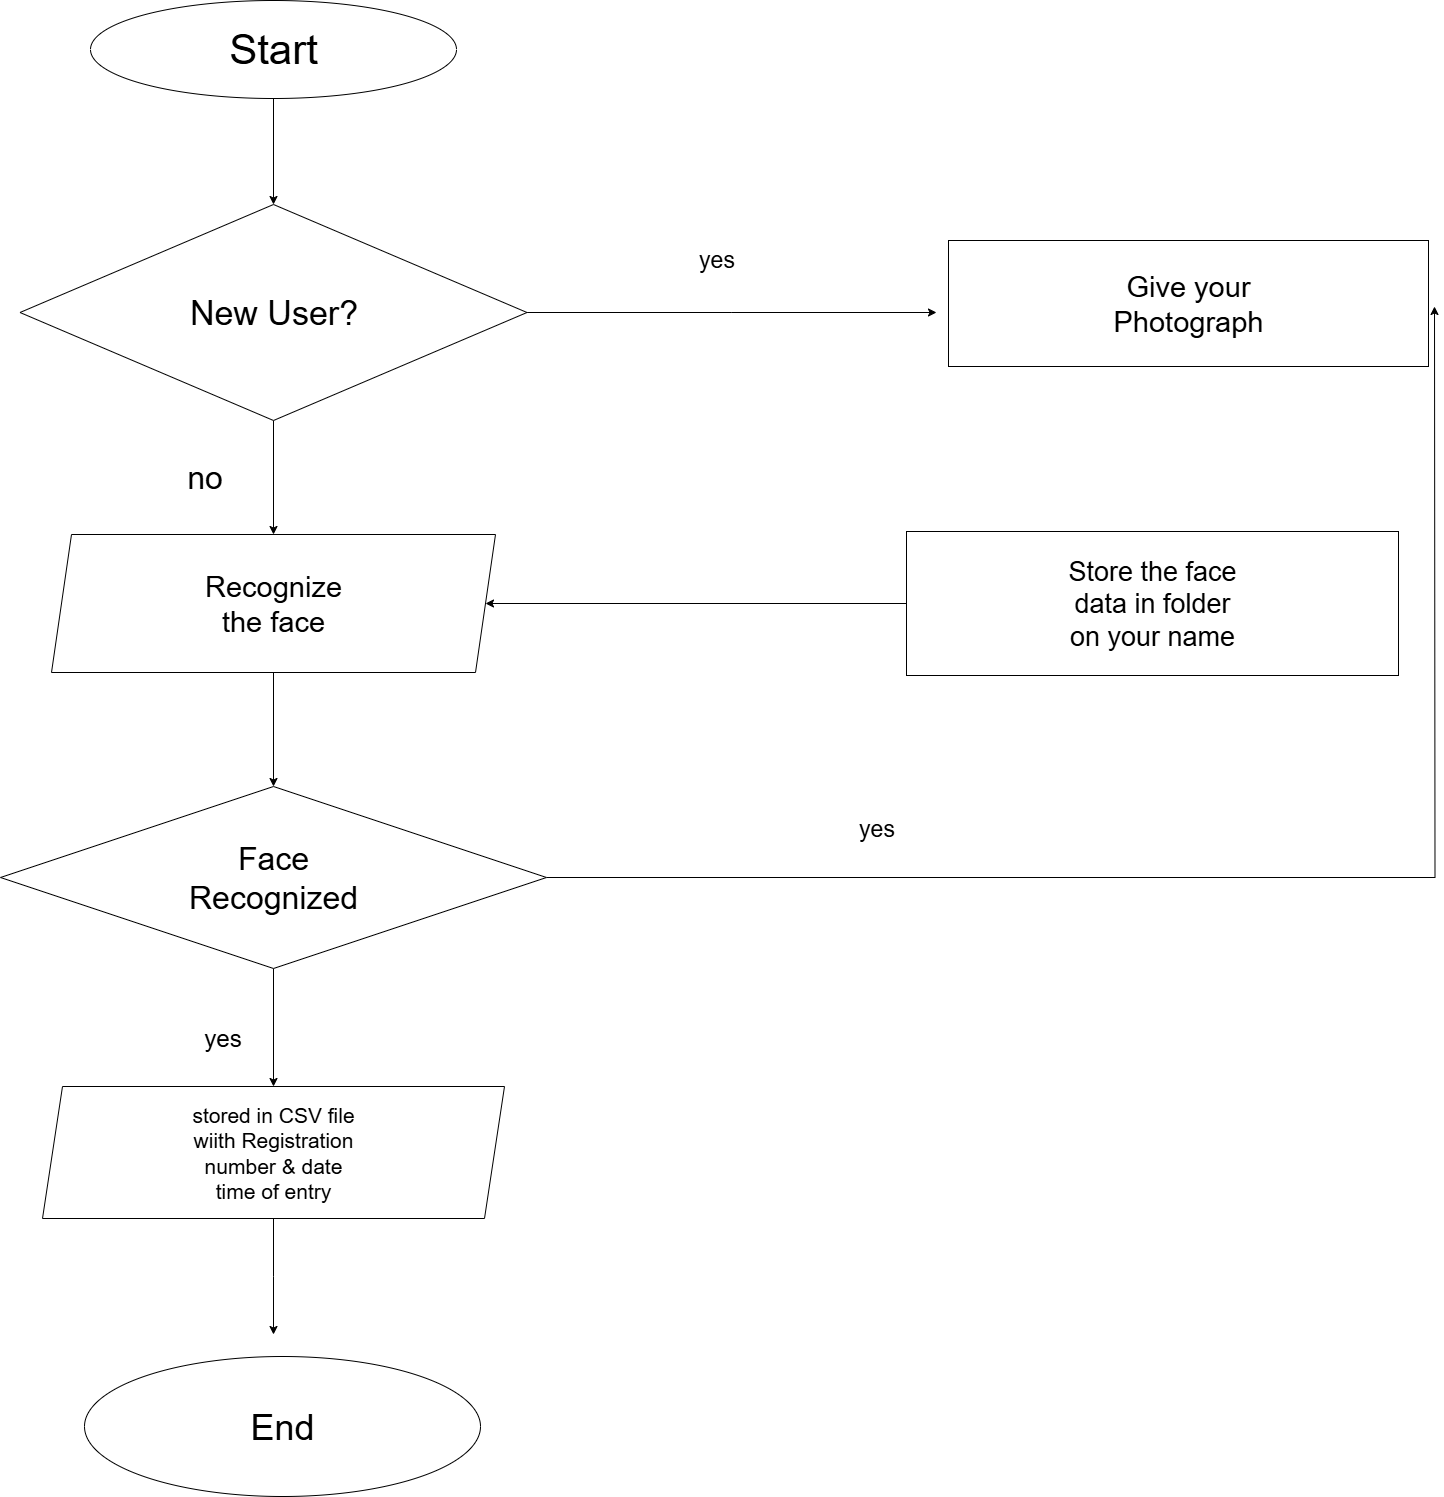 Start
New User?
yes
Give your
Photograph
no
Recognize
the face
Store the face
data in folder
on your name
yes
Face
Recognized
yes
stored in CSV file
wiith Registration
number & date
time of entry
End